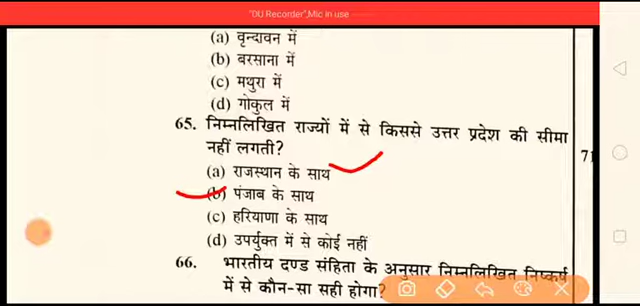 "DU Recorder",Mic in use
(a) वृन्दावन में
(b) बरसाना में
(c) मथुरा में
(d) गोकुल में
65. निम्नलिखित राज्यों में से किससे उत्तर प्रदेश की सीमा
नहीं लगती?
71
(a) राजस्थान के साथ
(b) पंजाब के साथ
(c) हरियाणा के साथ
(d) उपर्युक्त में से कोई नहीं
66. भारतीय दण्ड संहिता के अनुसार निम्नलिखित निष्कर्ष
में से कौन-सा सही होगा?